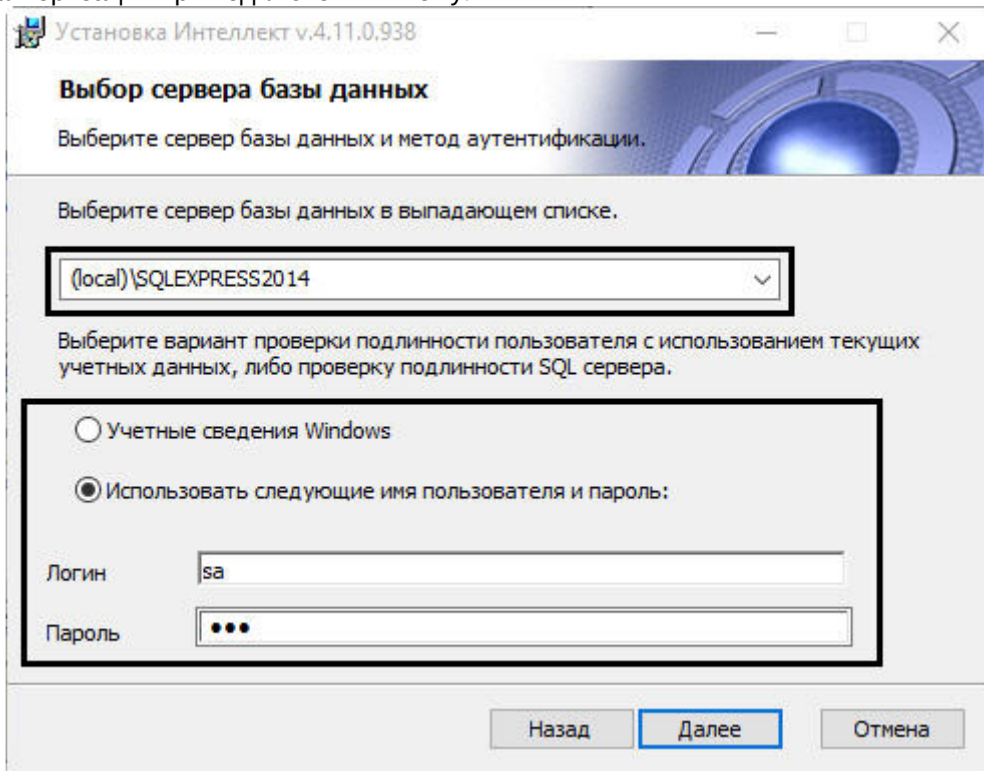 Установка Интеллект v.4.11.0.938
Выбор сервера базы данных
Выберите сервер базы данных и метод аутентификации.
Выберите сервер базы данных в выпадающем списке.
(local)\SQLEXPRESS2014
Выберите вариант проверки подлинности пользователя с использованием текущих
учетных данных, либо проверку подлинности SQL сервера.
Учетные сведения Windows
Использовать следующие имя пользователя и пароль:
Логин sa
Пароль •••
Назад Далее Отмена